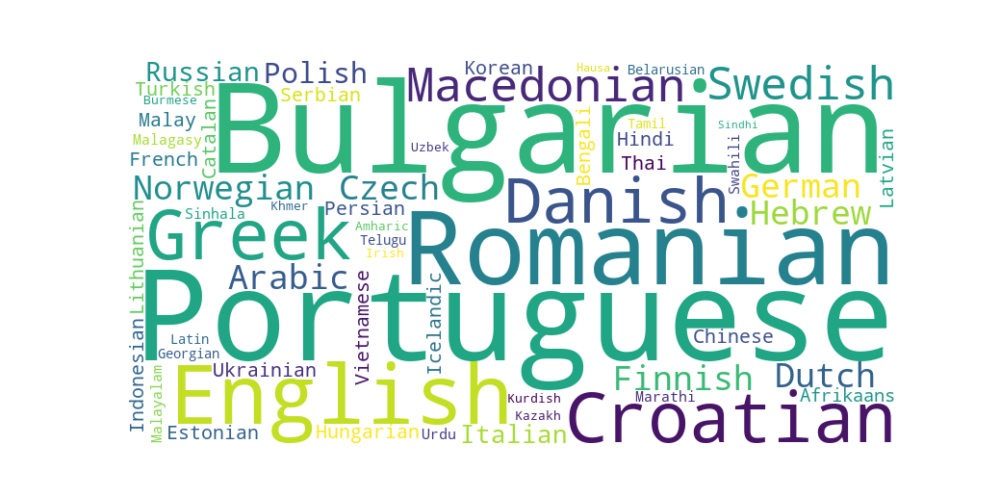 Russian
Polish
Korean
Hausa
Belarusian
Turkish
Serbian
Macedonian
Swedish
Burmese
Catalan
Bulgarian
Malay
Malagasy
French
Uzbek
Bengali
Tamil
Hindi
Thai
Sindhi
Swahili
Latvian
Norwegian
Czech
Danish
German
Hebrew
Sinhala
Khmer
Persian
Greek
Amharic
Telugu
Irish
Romanian
Lithuanian
Arabic
Vietnamese
Icelandic
Portuguese
Indonesian
Latin
Georgian
Chinese
Malayalam
Ukrainian
English
Finnish
Dutch
Kurdish
Kazakh
Marathi
Afrikaans
Estonian
Hungarian
Urdu
Italian
Croatian